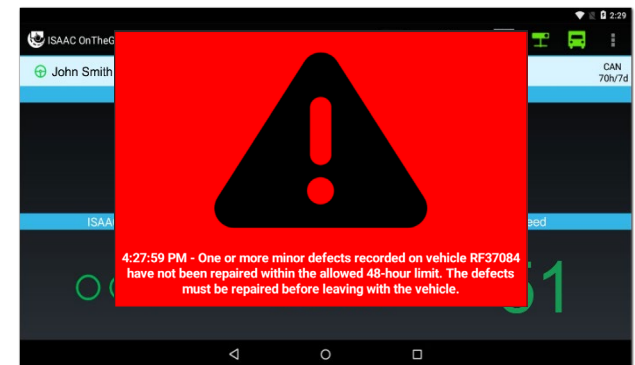 2:29
ISAAC OnTheG
John Smith
CAN
70h/7d
ISAA
eed
4:27:59 PM - One or more minor defects recorded on vehicle RF37084
have not been repaired within the allowed 48-hour limit. The defects
must be repaired before leaving with the vehicle.
51